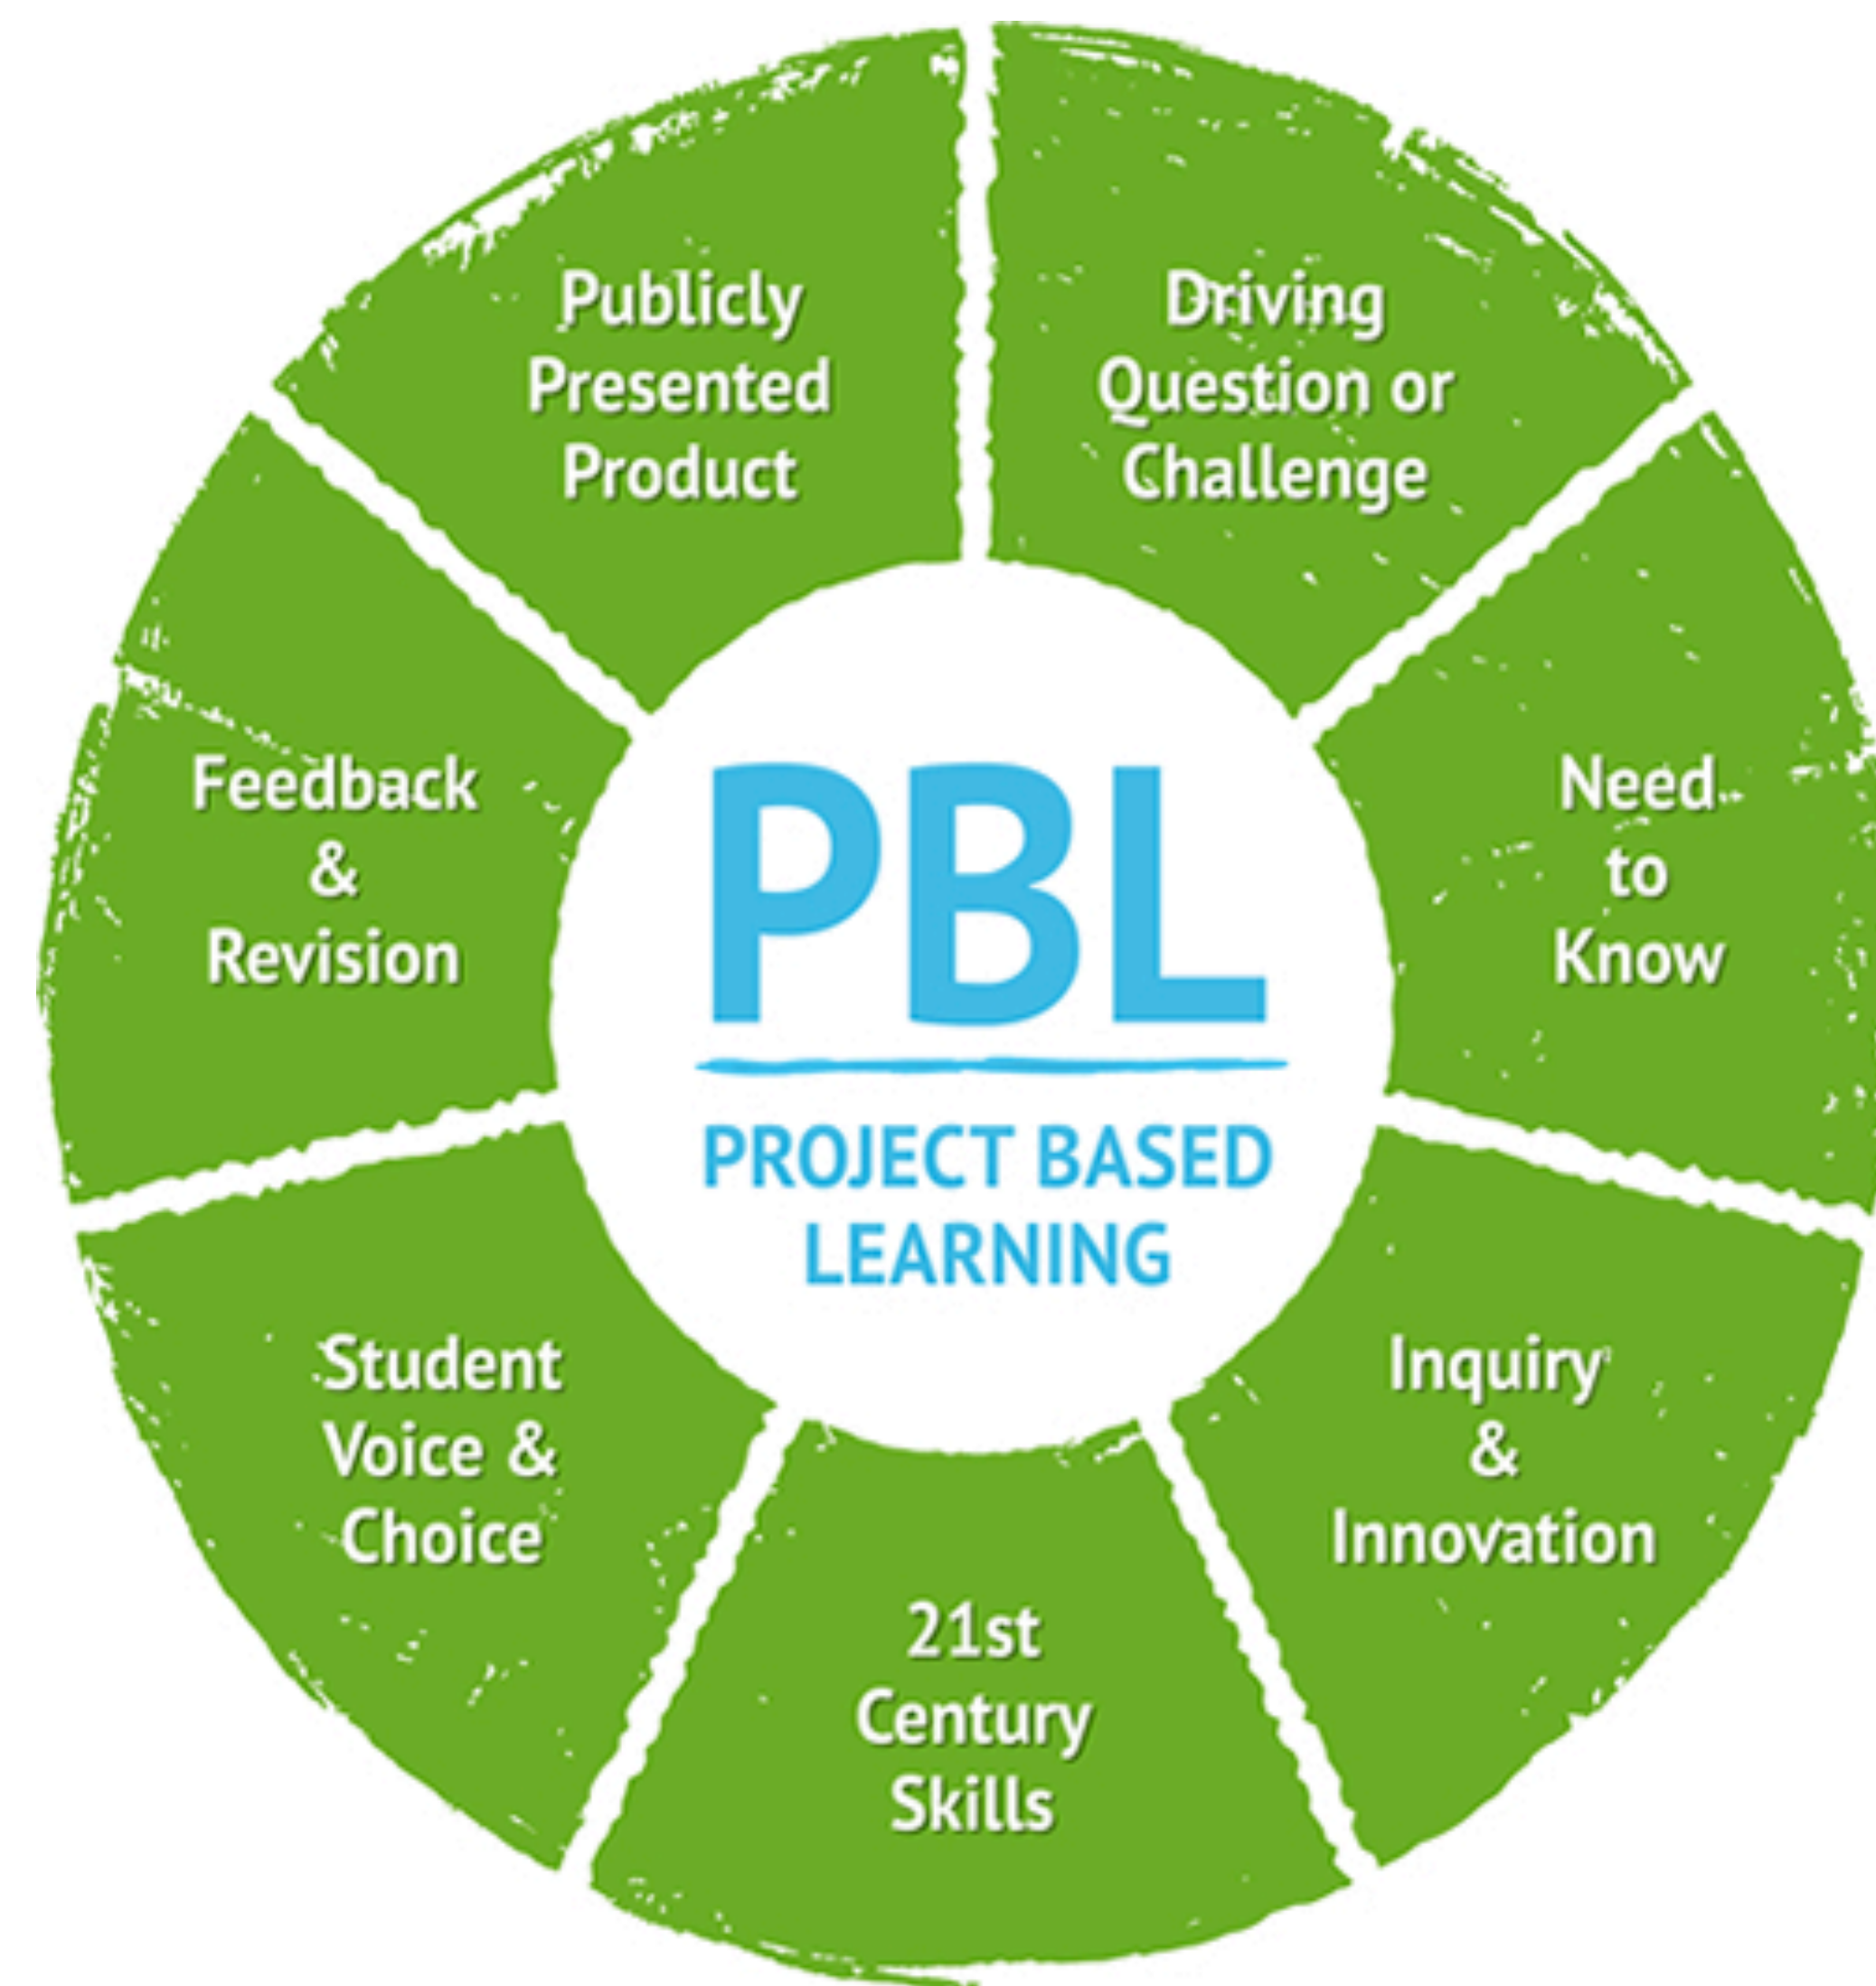 PBL
PROJECT BASED
LEARNING
Driving
Question or
Challenge
Need
to
Know
Inquiry
&
Innovation
21st
Century
Skills
Student
Voice &
Choice
Feedback
&
Revision
Publicly
Presented
Product